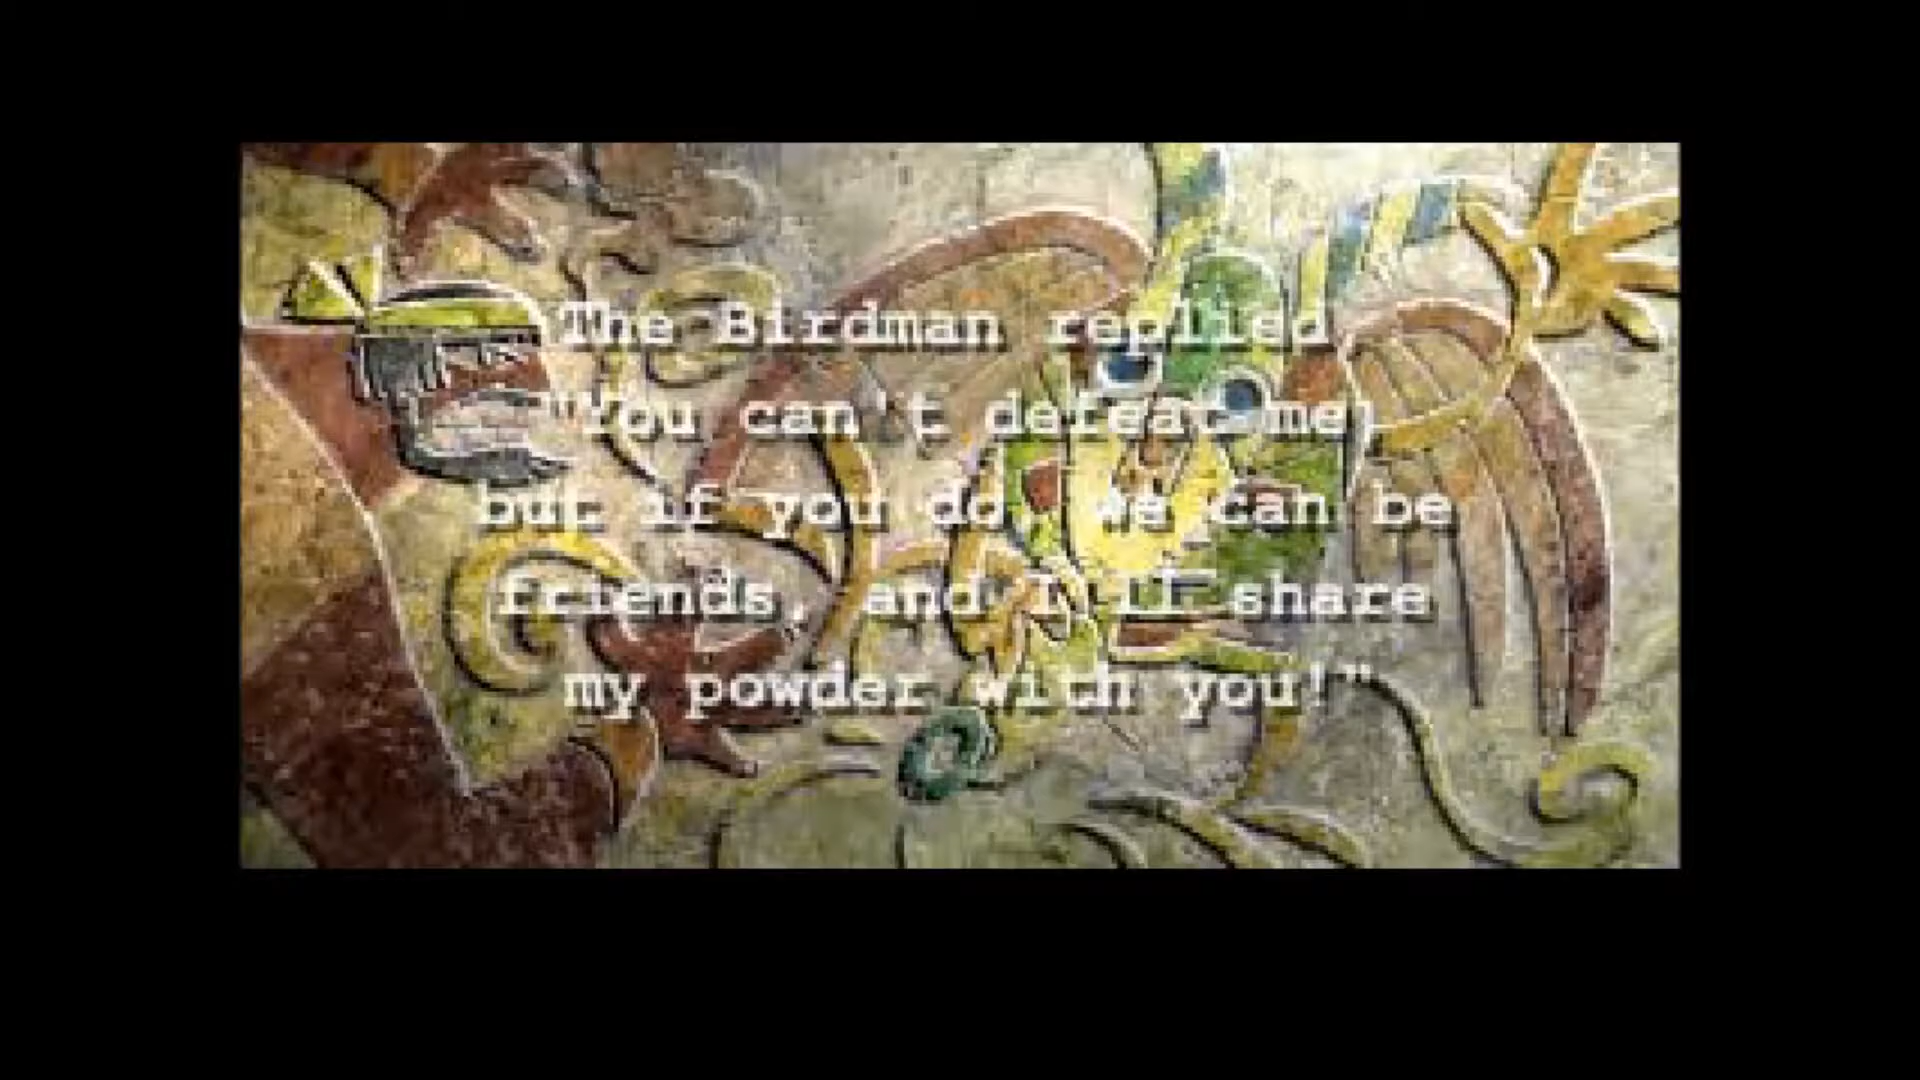 The Birdman replied
"You can't defeat me,
but if you do, we can be
friends, and I'll share
my powder with you!"